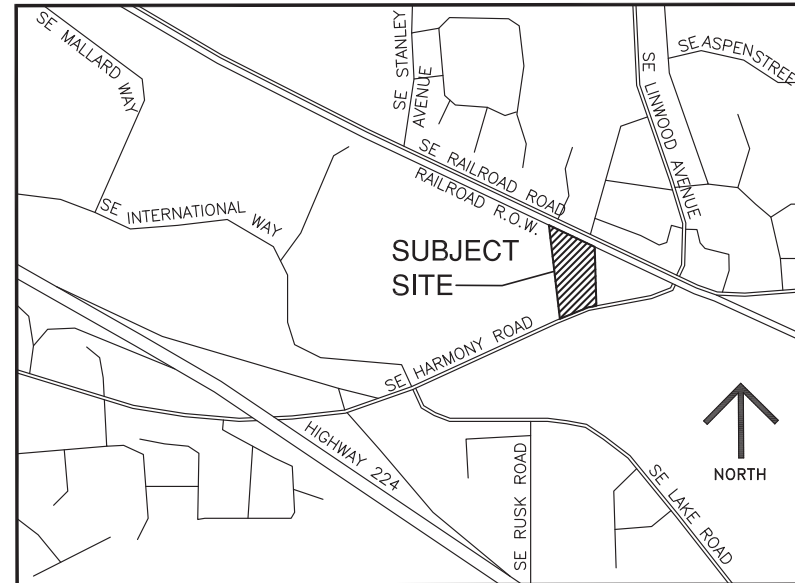 SE MALLARD WAY
SE STANLEY
AVENUE
SE ASPEN STREE
SE LINWOOD AVENUE
SE RAILROAD ROAD
RAILROAD R.O.W.
SE INTERNATIONAL WAY
SUBJECT
SITE
SE HARMONY ROAD
HIGHWAY 224
SE RUSK ROAD
SE LAKE ROAD
NORTH